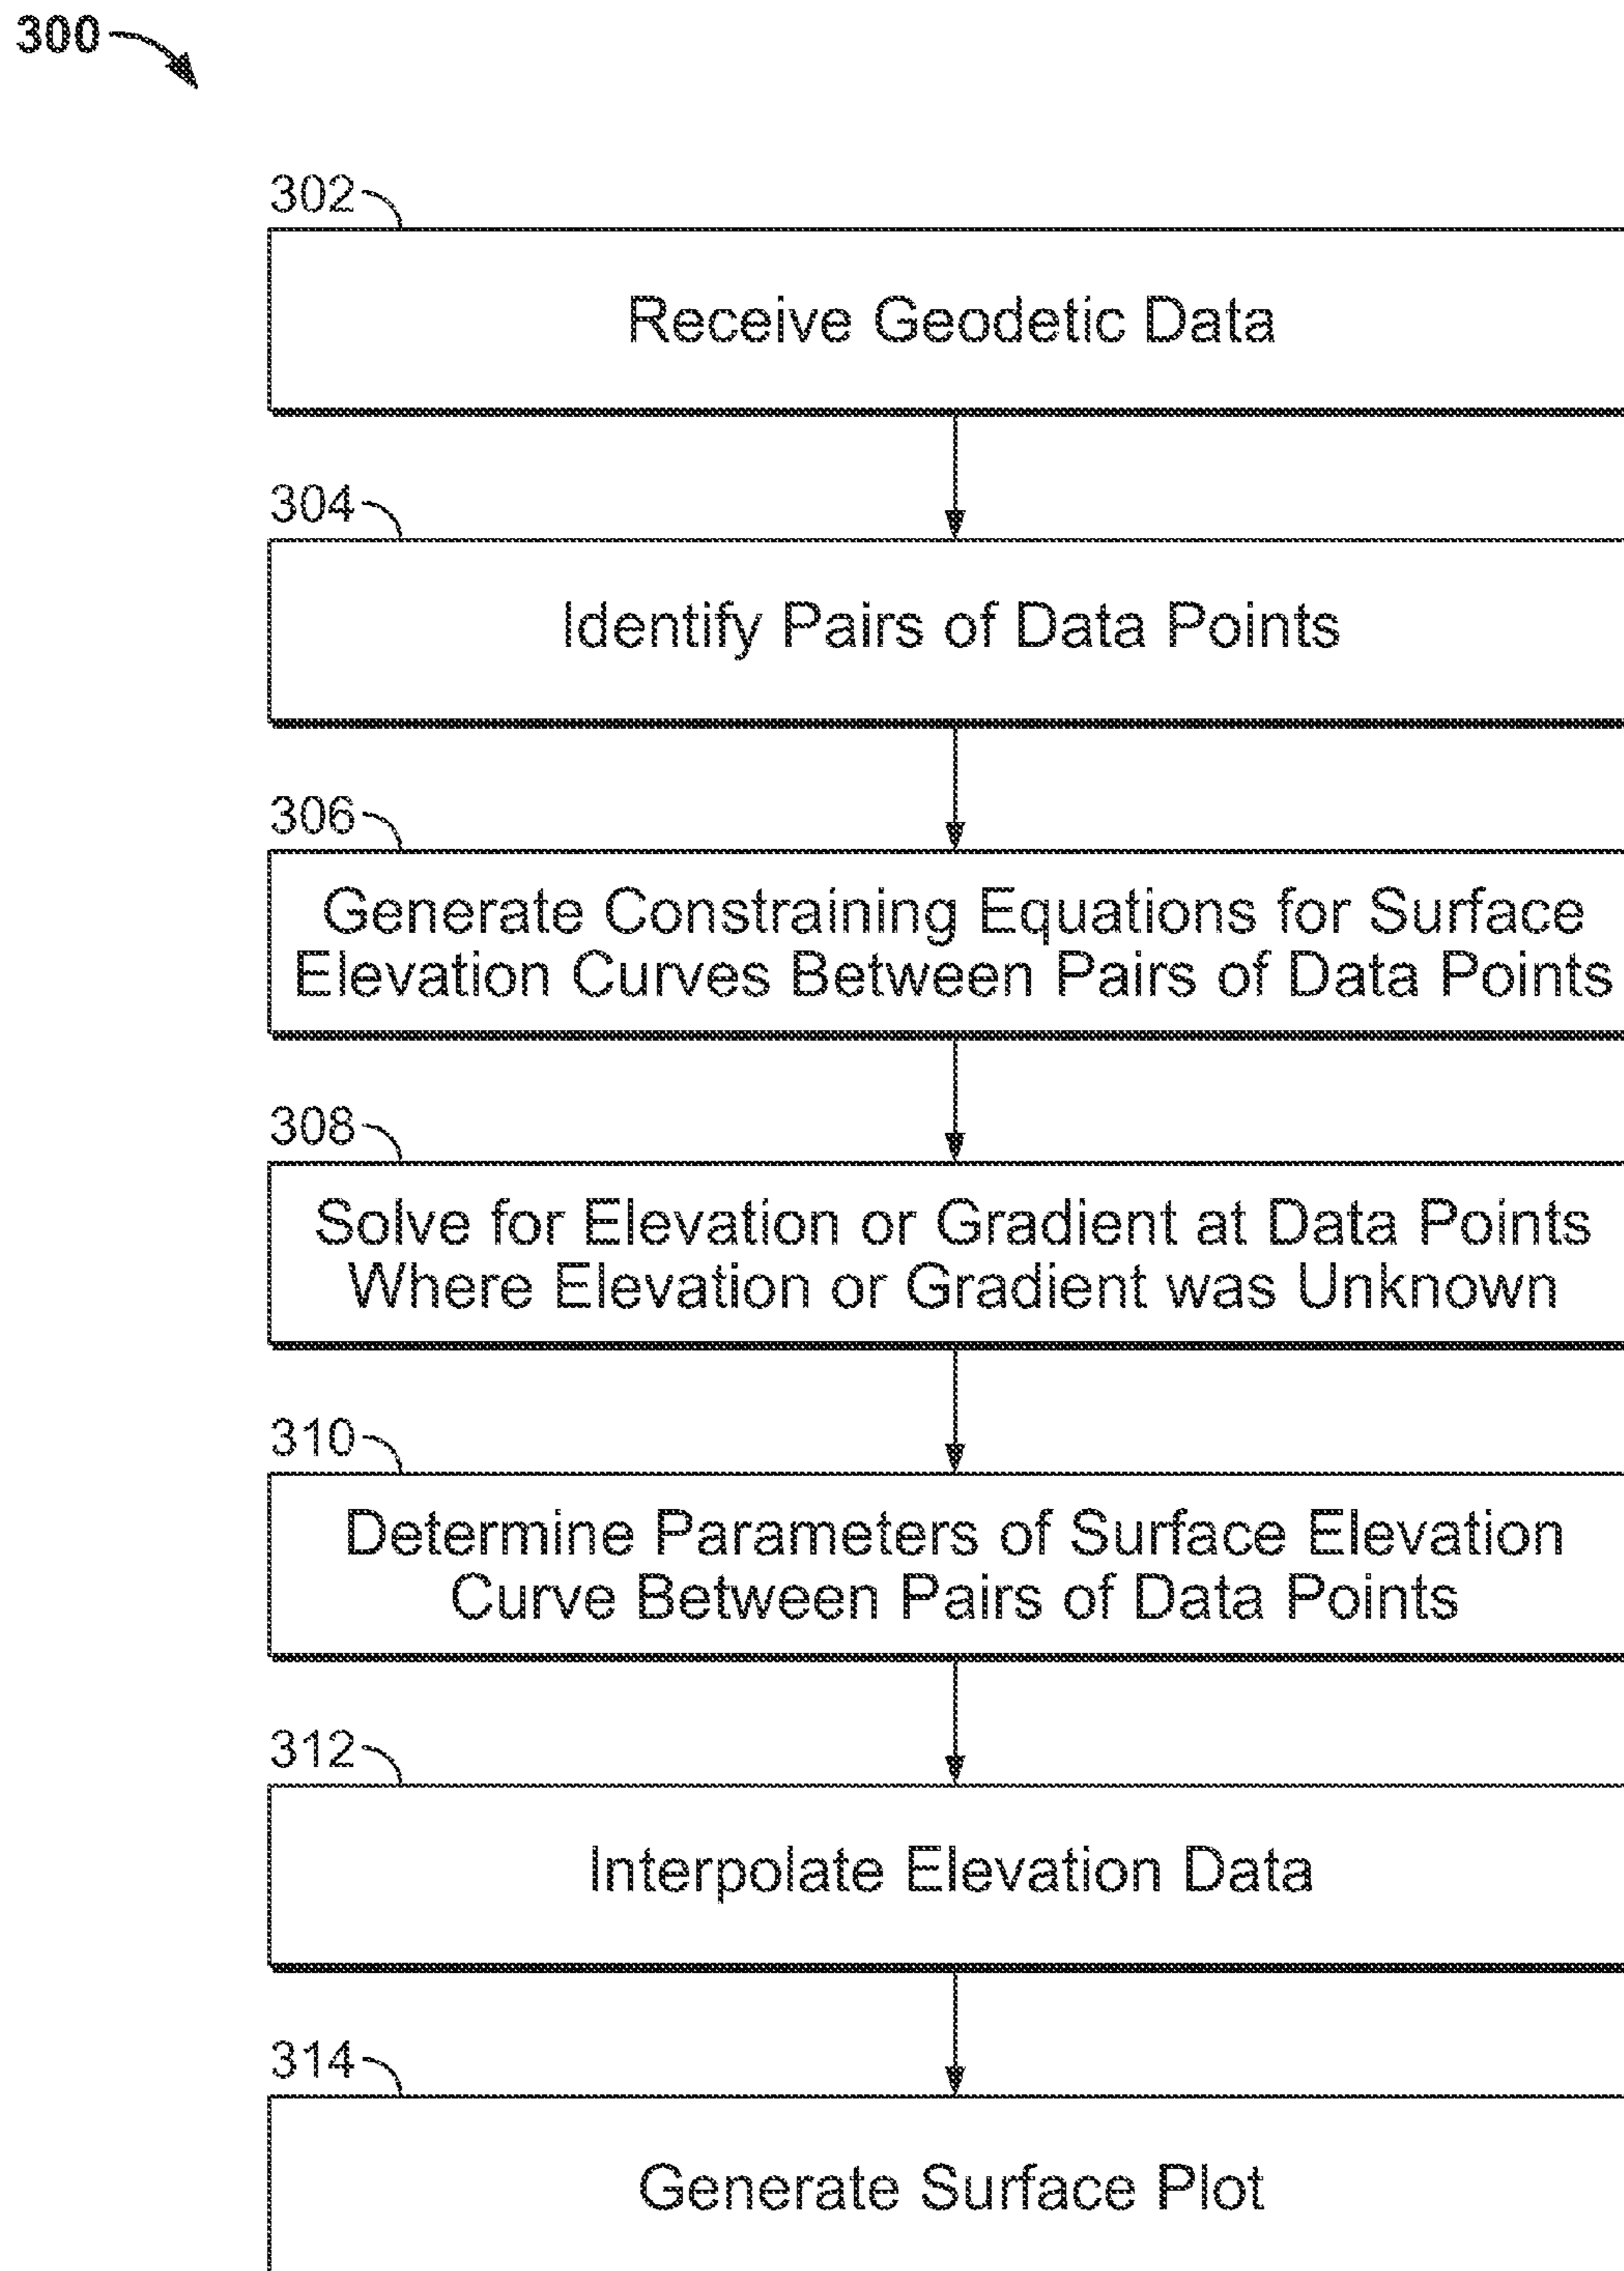 300
302
Receive Geodetic Data
304
Identify Pairs of Data Points
306
Generate Constraining Equations for Surface
Elevation Curves Between Pairs of Data Points
308
Solve for Elevation or Gradient at Data Points
Where Elevation or Gradient was Unknown
310
Determine Parameters of Surface Elevation
Curve Between Pairs of Data Points
312
Interpolate Elevation Data
314
Generate Surface Plot